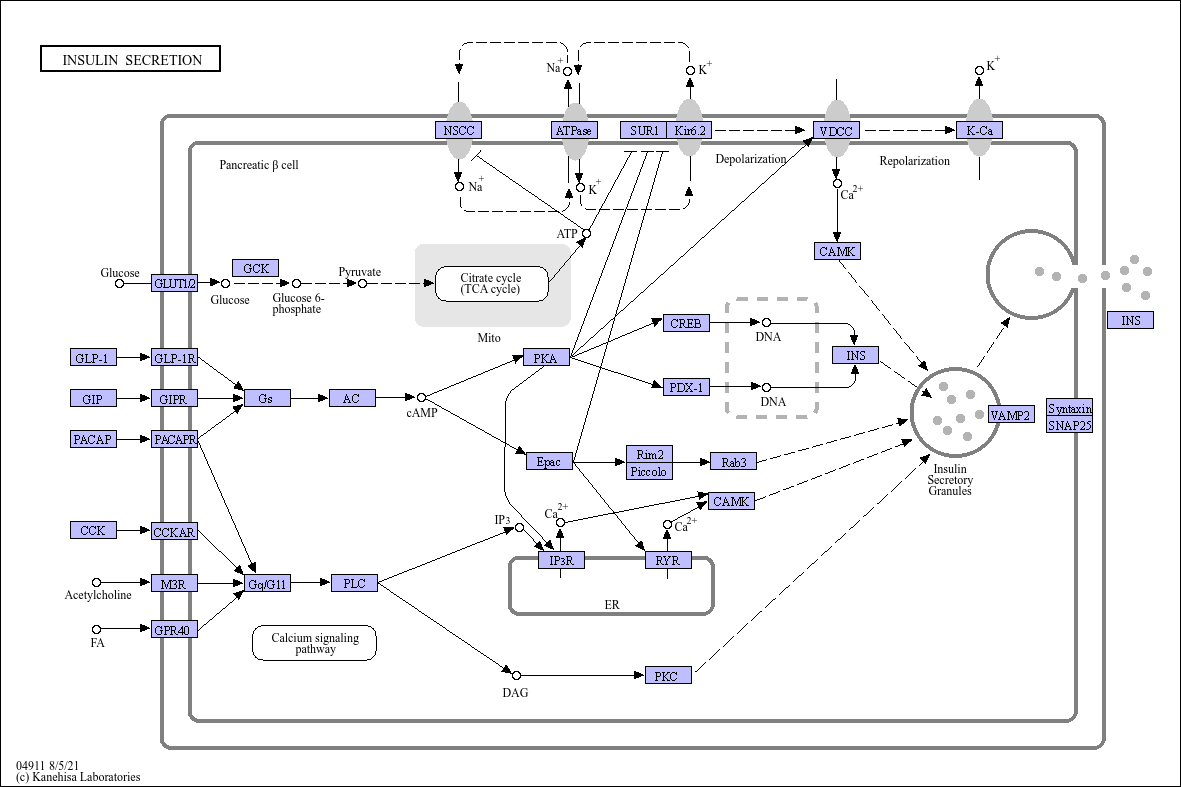 INSULIN SECRETION
Na+
K+
K+
NSCC
ATPase
SUR1
Kir6.2
VDCC
K-Ca
Depolarization
Repolarization
Pancreatic β cell
Na+
K+
Ca2+
ATP
CAMK
Glucose
GLUT1/2
GCK
Glucose
Glucose 6-
phosphate
Pyruvate
Citrate cycle
(TCA cycle)
Mito
INS
CREB
DNA
INS
GLP-1
GLP-1R
PKA
PDX-1
DNA
GIP
GIPR
Gs
AC
cAMP
VAMP2
Syntaxin
SNAP25
PACAP
PACAPR
Epac
Rim2
Piccolo
Rab3
Insulin
Secretory
Granules
CAMK
CCK
CCKAR
IP3
Ca2+
Ca2+
IP3R
RYR
ER
Acetylcholine
M3R
Gq/G11
PLC
FA
GPR40
Calcium signaling
pathway
DAG
PKC
04911 8/5/21
(c) Kanehisa Laboratories